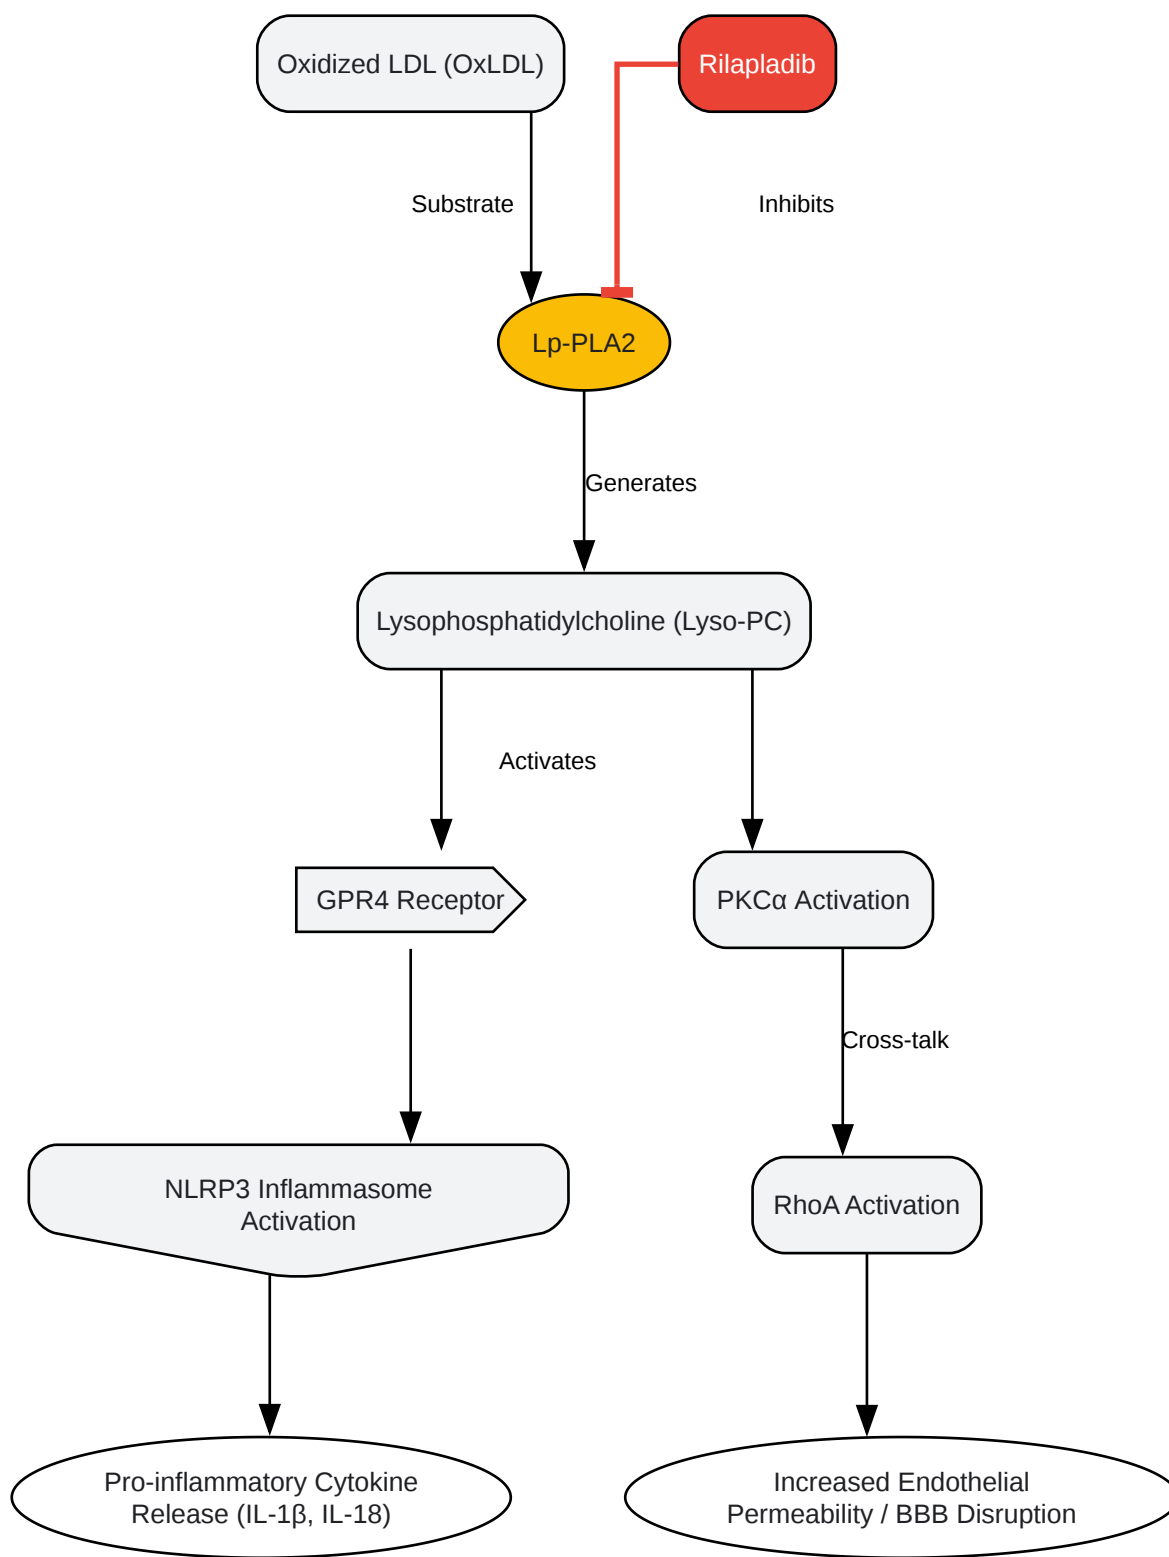 Oxidized LDL (OxLDL)
Rilapladib
Substrate
Inhibits
Lp-PLA2
Generates
Lysophosphatidylcholine (Lyso-PC)
Activates
GPR4 Receptor
PKCα Activation
Cross-talk
NLRP3 Inflammasome
Activation
RhoA Activation
Pro-inflammatory Cytokine
Release (IL-1β, IL-18)
Increased Endothelial
Permeability / BBB Disruption